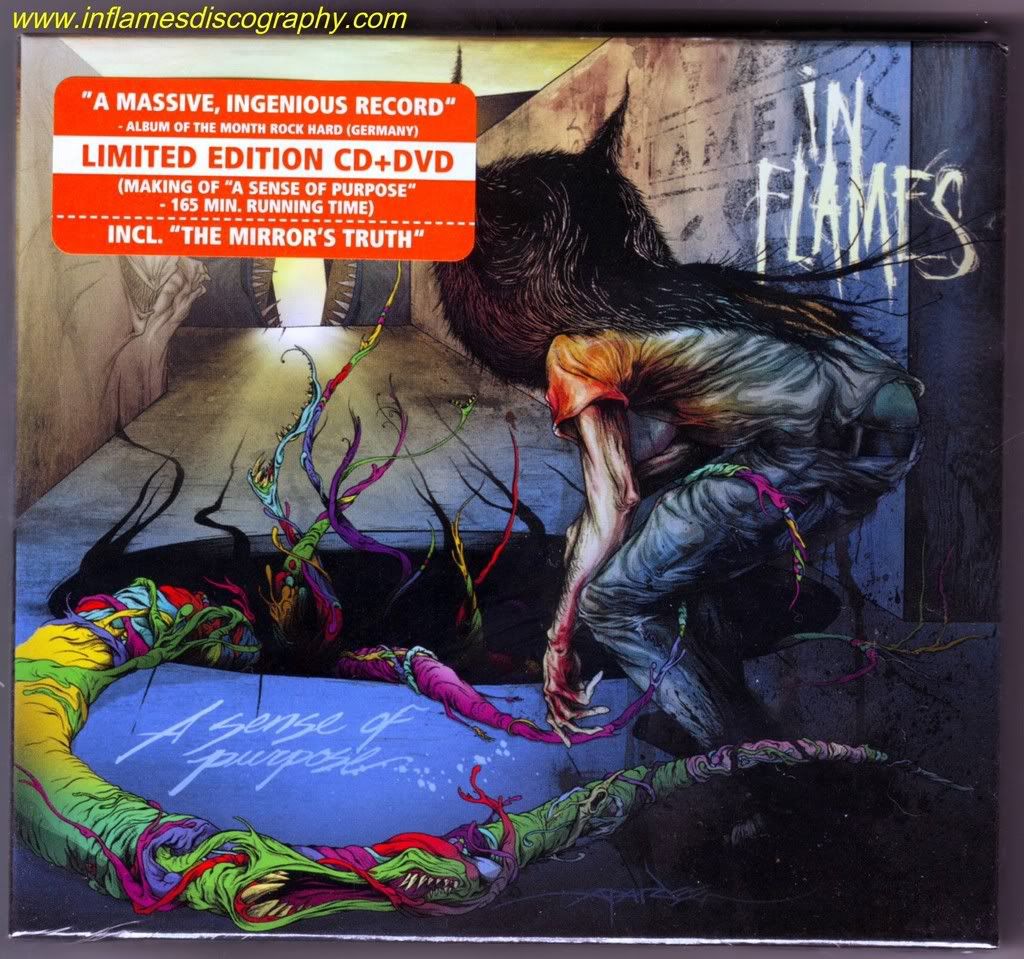 www.inflamesdiscography.com
"A MASSIVE, INGENIOUS RECORD"
- ALBUM OF THE MONTH ROCK HARD (GERMANY)
LIMITED EDITION CD+DVD
(MAKING OF "A SENSE OF PURPOSE"
- 165 MIN. RUNNING TIME)
INCL. "THE MIRROR'S TRUTH"
iN
FLAMES
A sense of
purpose